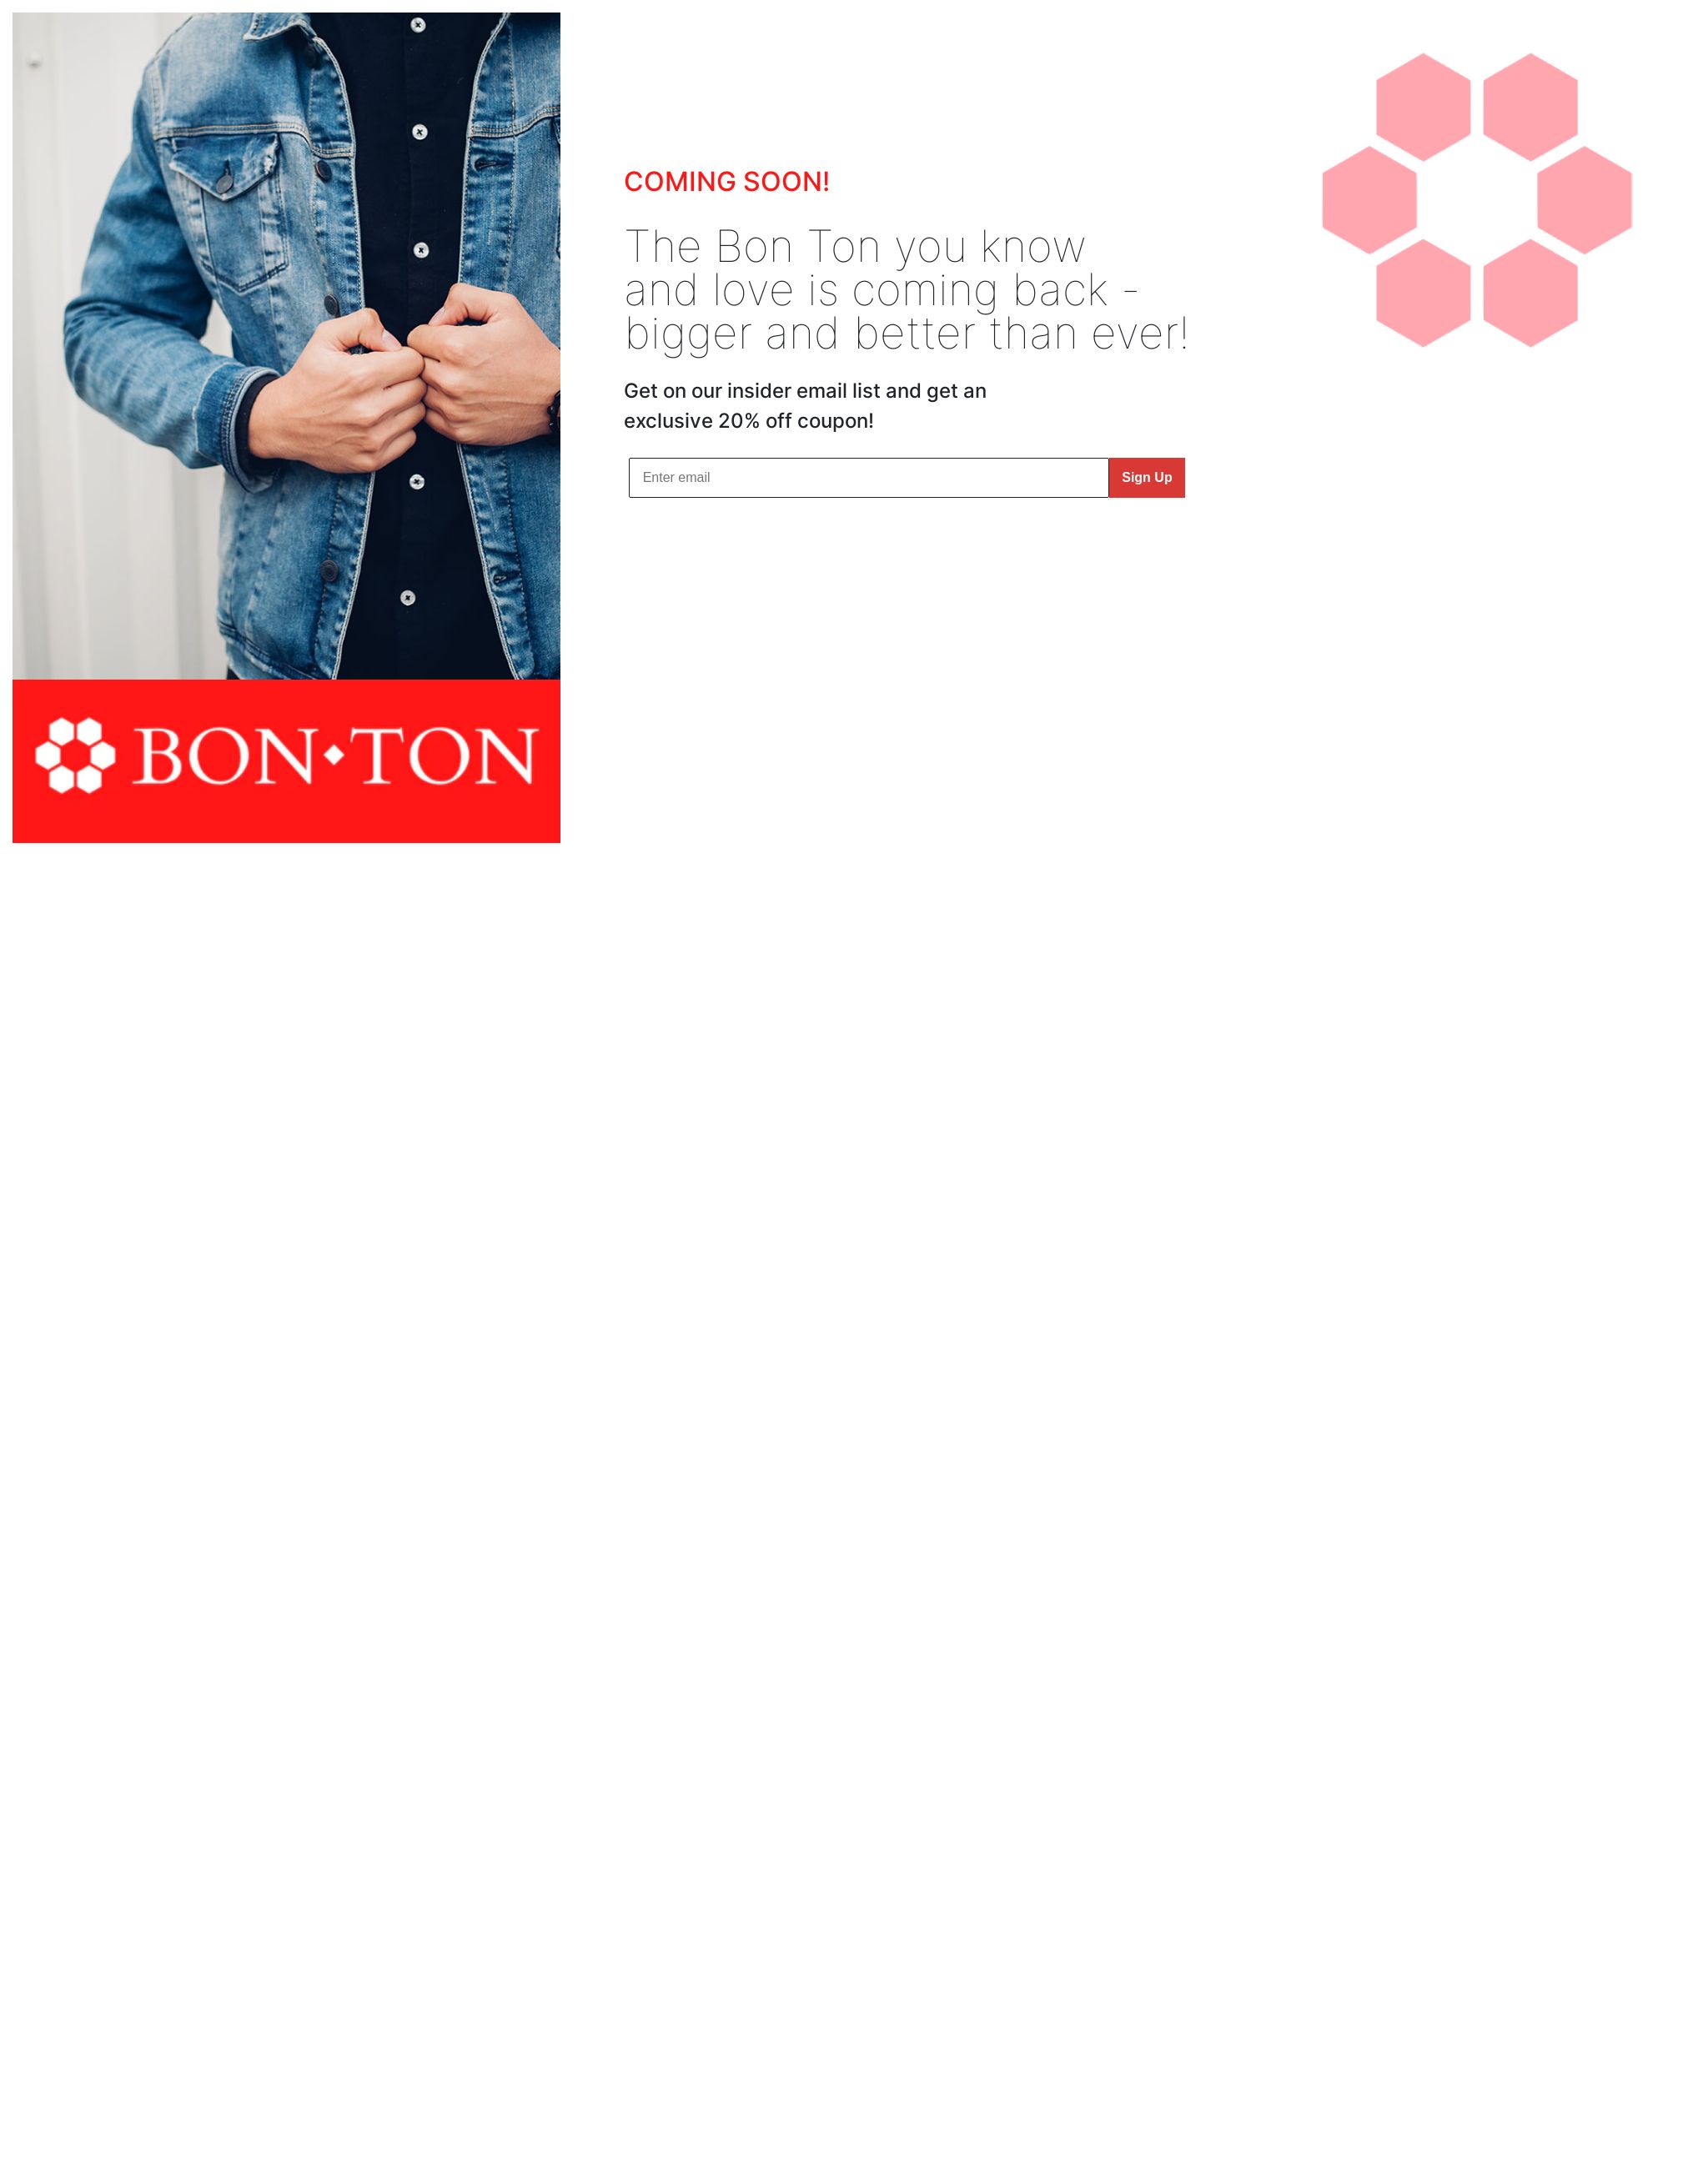 COMING SOON!
The Bon Ton you know
and love is coming back -
bigger and better than ever!
Get on our insider email list and get an
exclusive 20% off coupon!
Enter email
Sign Up
BON◆TON